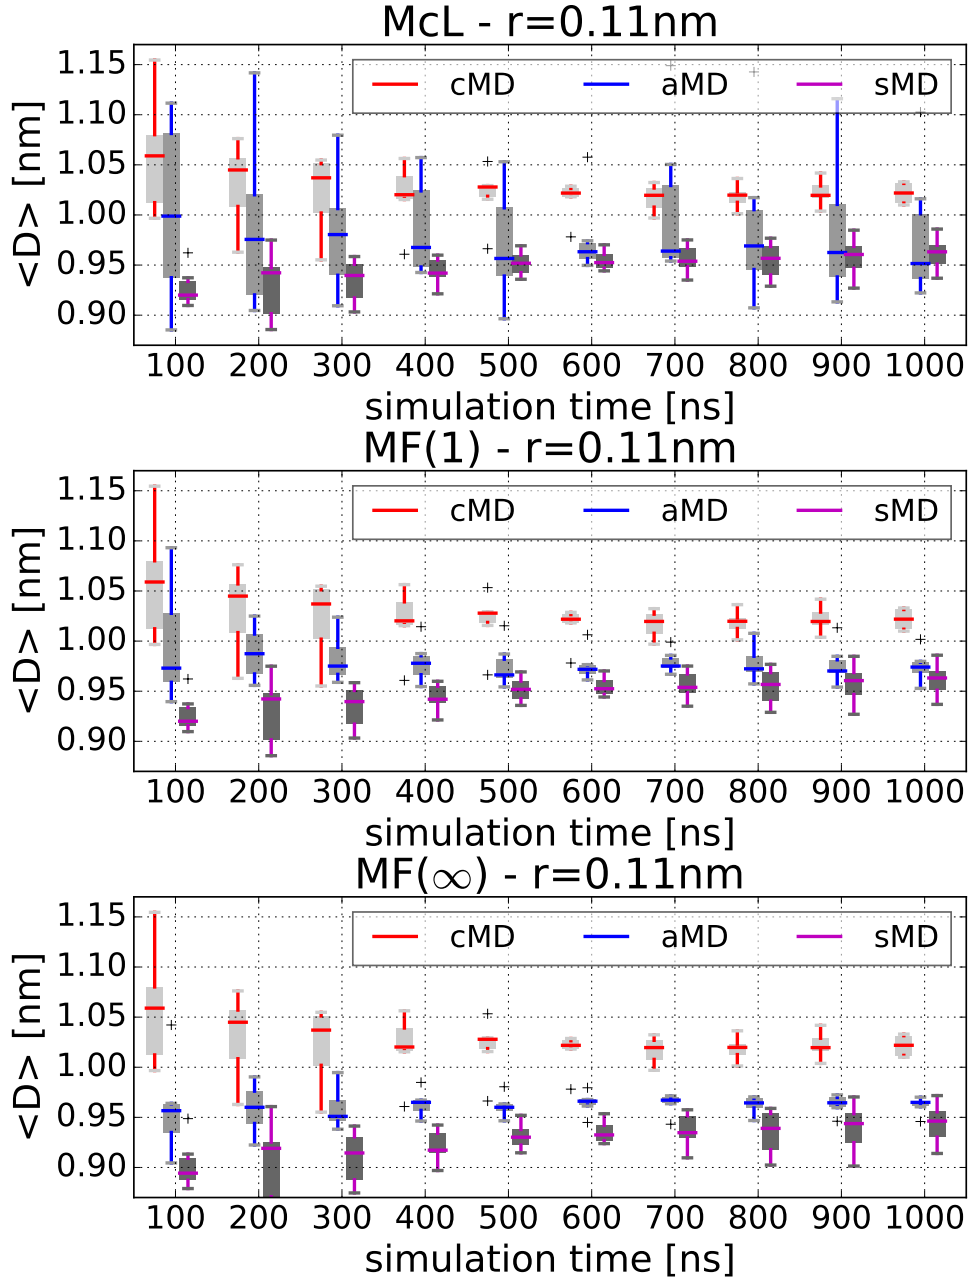 McL - r=0.11nm
cMD aMD sMD
<D> [nm]
1.15
1.10
1.05
1.00
0.95
0.90
100 200 300 400 500 600 700 800 900 1000
simulation time [ns]
MF(1) - r=0.11nm
cMD aMD sMD
<D> [nm]
1.15
1.10
1.05
1.00
0.95
0.90
100 200 300 400 500 600 700 800 900 1000
simulation time [ns]
MF(∞) - r=0.11nm
cMD aMD sMD
<D> [nm]
1.15
1.10
1.05
1.00
0.95
0.90
100 200 300 400 500 600 700 800 900 1000
simulation time [ns]